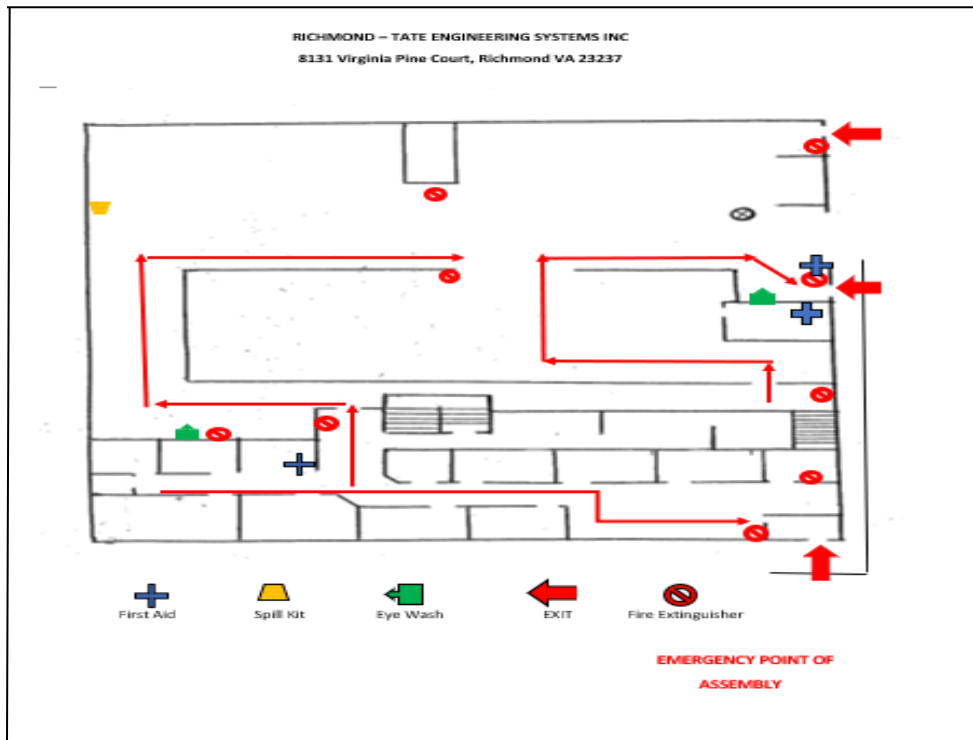 RICHMOND – TATE ENGINEERING SYSTEMS INC
8131 Virginia Pine Court, Richmond VA 23237
First Aid
Spill Kit
Eye Wash
EXIT
Fire Extinguisher
EMERGENCY POINT OF
ASSEMBLY